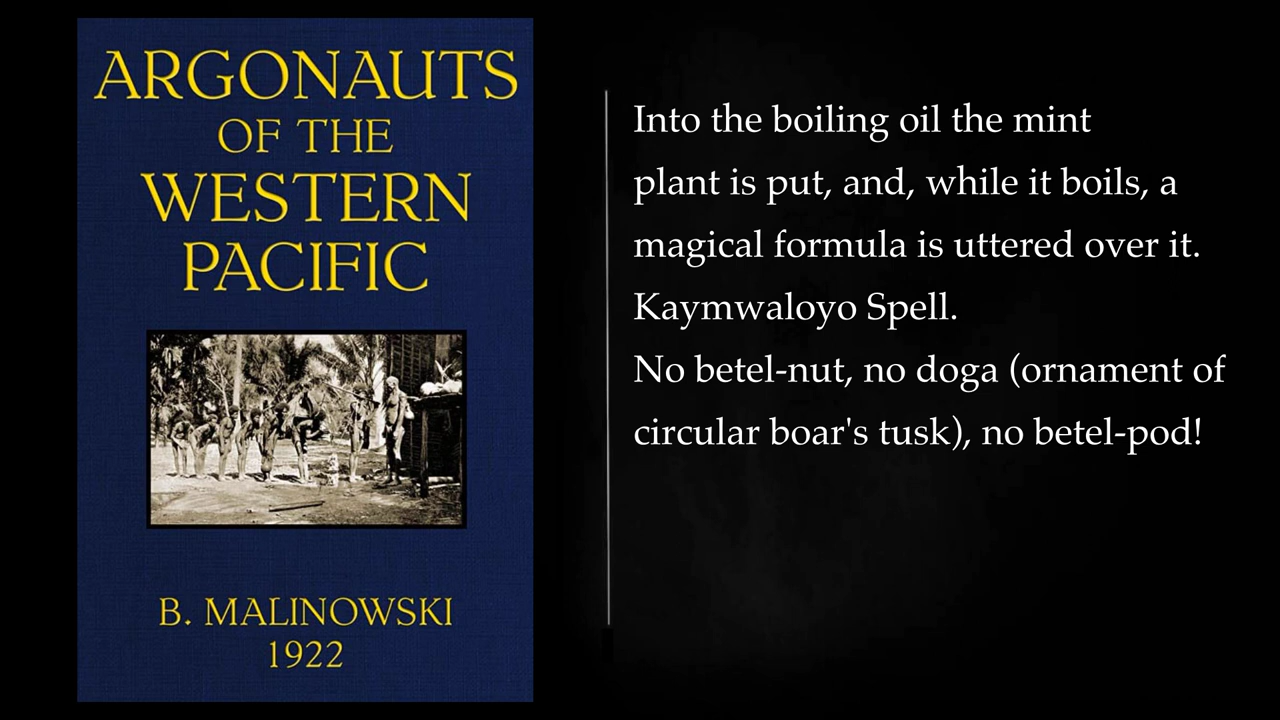 ARGONAUTS
OF THE
WESTERN
PACIFIC
B. MALINOWSKI
1922
Into the boiling oil the mint
plant is put, and, while it boils, a
magical formula is uttered over it.
Kaymwaloyo Spell.
No betel-nut, no doga (ornament of
circular boar's tusk), no betel-pod!